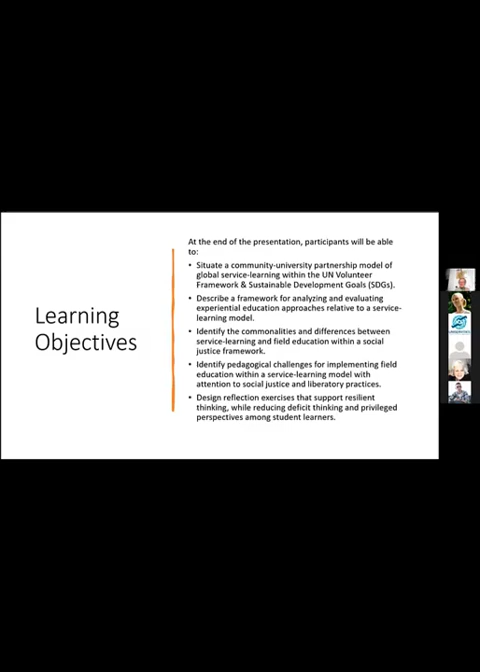 Learning
Objectives
At the end of the presentation, participants will be able
to:
• Situate a community-university partnership model of
global service-learning within the UN Volunteer
Framework & Sustainable Development Goals (SDGs).
• Describe a framework for analyzing and evaluating
experiential education approaches relative to a service-
learning model.
• Identify the commonalities and differences between
service-learning and field education within a social
justice framework.
• Identify pedagogical challenges for implementing field
education within a service-learning model with
attention to social justice and liberatory practices.
• Design reflection exercises that support resilient
thinking, while reducing deficit thinking and privileged
perspectives among student learners.